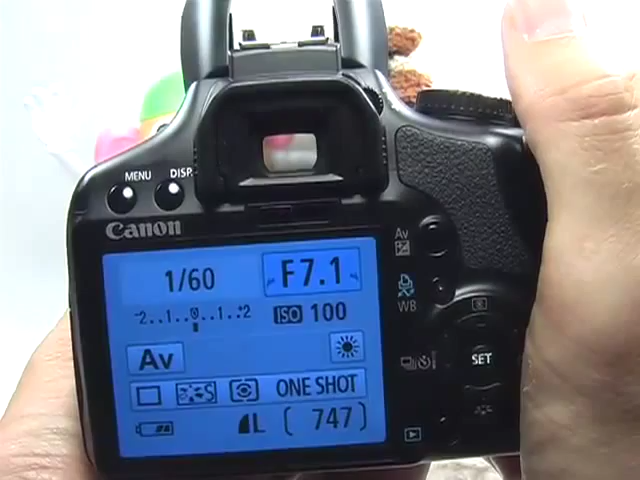 MENU DISP.
Canon
1/60 F7.1
-2..1..0..1..+2 ISO 100
Av
ONE SHOT
L [ 747]
Av
WB
SET